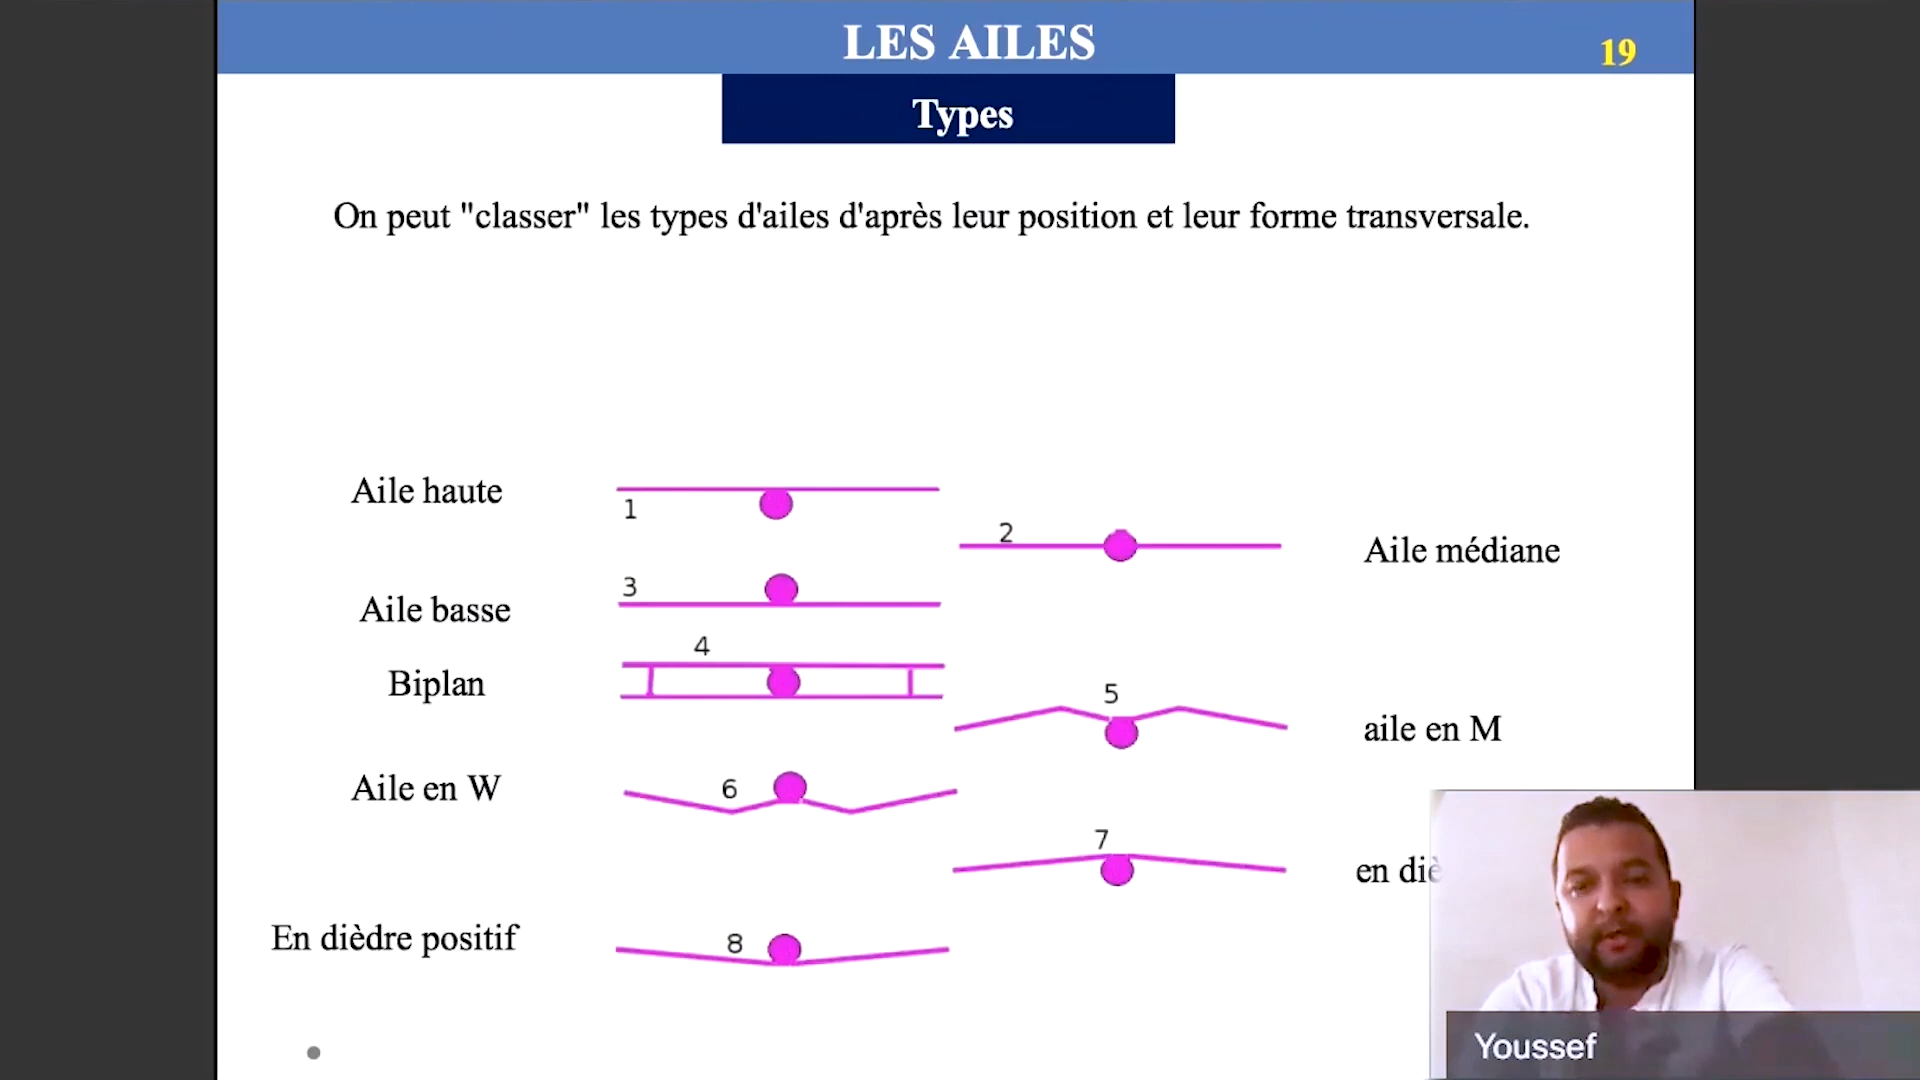 LES AILES
19
Types
On peut "classer" les types d'ailes d'après leur position et leur forme transversale.
Aile haute
1
2
Aile médiane
3
Aile basse
4
Biplan
5
aile en M
Aile en W
6
7
en
En dièdre positif
8
Youssef